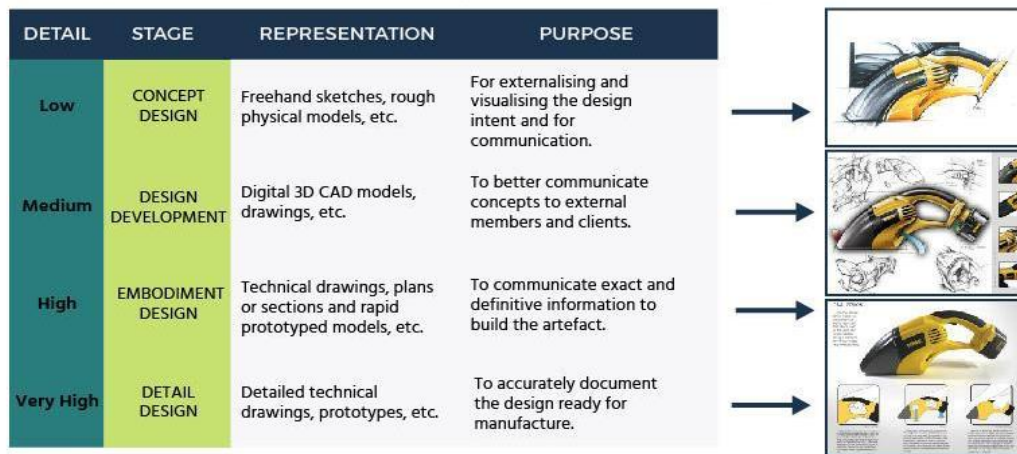 DETAIL STAGE REPRESENTATION PURPOSE
Low
CONCEPT
DESIGN
Freehand sketches, rough
physical models, etc.
For externalising and
visualising the design
intent and for
communication.
Medium
DESIGN
DEVELOPMENT
Digital 3D CAD models,
drawings, etc.
To better communicate
concepts to external
members and clients.
High
EMBODIMENT
DESIGN
Technical drawings, plans
or sections and rapid
prototyped models, etc.
To communicate exact and
definitive information to
build the artefact.
Very High
DETAIL
DESIGN
Detailed technical
drawings, prototypes, etc.
To accurately document
the design ready for
manufacture.